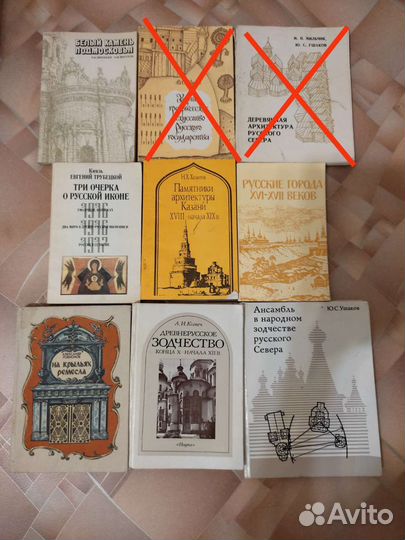 БЕЛЫЙ КАМЕНЬ
ПОДМОСКОВЬЯ
государства
М. И. МИЛЬЧИК,
Ю. С. УШАКОВ
ДЕРЕВЯННАЯ
АРХИТЕКТУРА
РУССКОГО
СЕВЕРА
Князь
ЕВГЕНИЙ ТРУБЕЦКОЙ
ТРИ ОЧЕРКА
О РУССКОЙ ИКОНЕ
Н.Х. Халитов
Памятники
архитектуры
Казани
XVIII - начала XIX в.
РУССКИЕ ГОРОДА
XVI-XVII ВЕКОВ
НА КРЫЛЬЯХ
РЕМЕСЛА
А. И. Комеч
ДРЕВНЕРУССКОЕ
ЗОДЧЕСТВО
КОНЦА X - НАЧАЛА XII В.
«Наука»
Ю.С. Ушаков
Ансамбль
в народном
зодчестве
русского
Севера
Avito